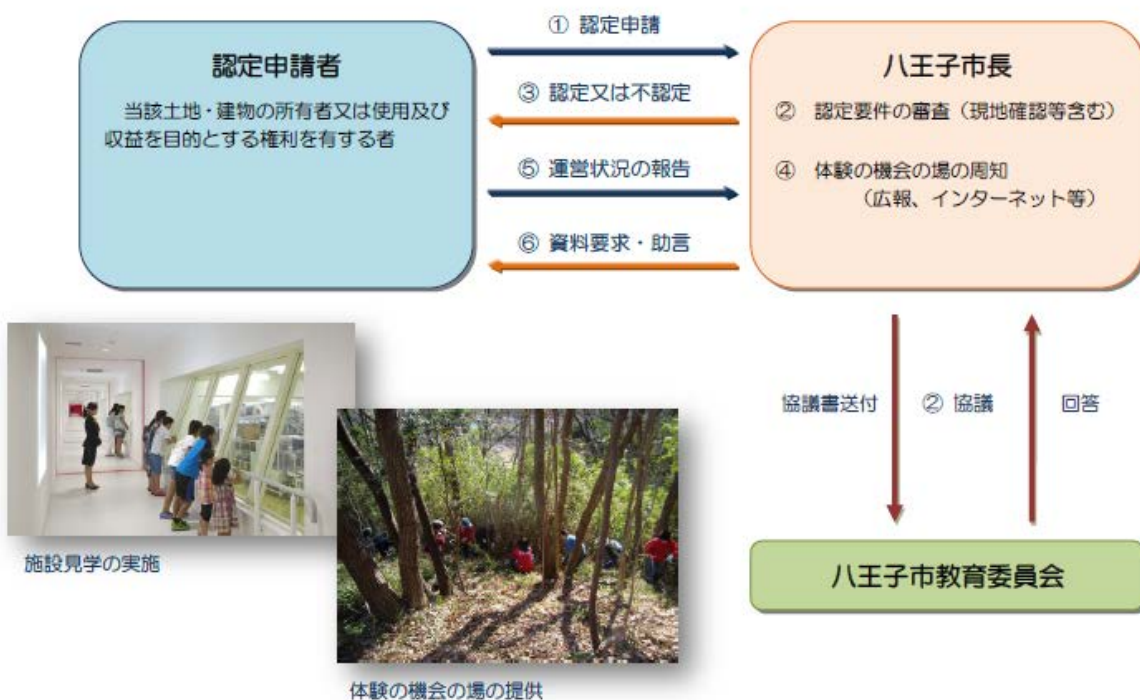 認定申請者
当該土地・建物の所有者又は使用及び
収益を目的とする権利を有する者
① 認定申請
③ 認定又は不認定
⑤ 運営状況の報告
⑥ 資料要求・助言
八王子市長
② 認定要件の審査（現地確認等含む）
④ 体験の機会の場の周知
（広報、インターネット等）
協議書送付
② 協議
回答
八王子市教育委員会
施設見学の実施
体験の機会の場の提供